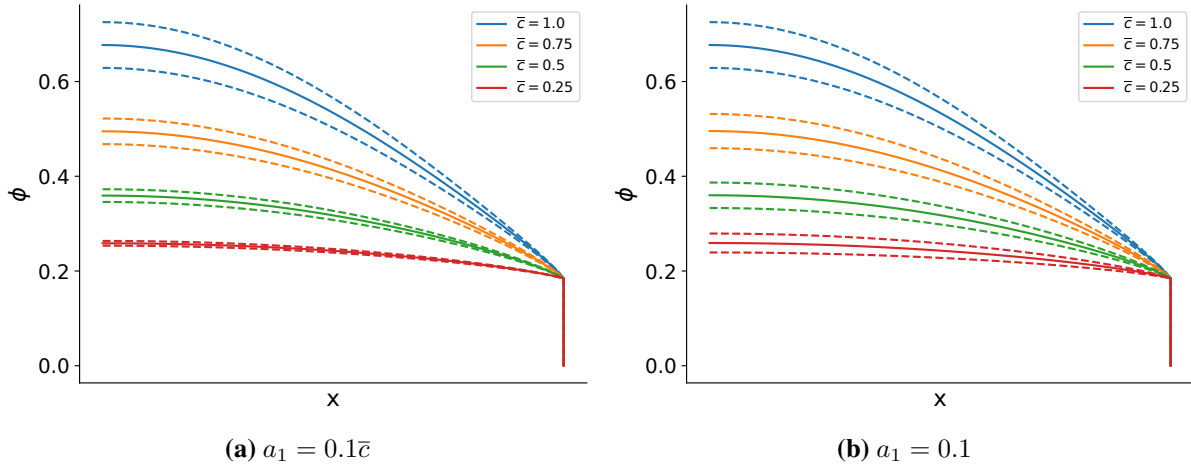 c̅ = 1.0
c̅ = 0.75
c̅ = 0.5
c̅ = 0.25
0.6
0.4
0.2
0.0
ϕ
x
(a) a₁ = 0.1c̅
c̅ = 1.0
c̅ = 0.75
c̅ = 0.5
c̅ = 0.25
0.6
0.4
0.2
0.0
ϕ
x
(b) a₁ = 0.1